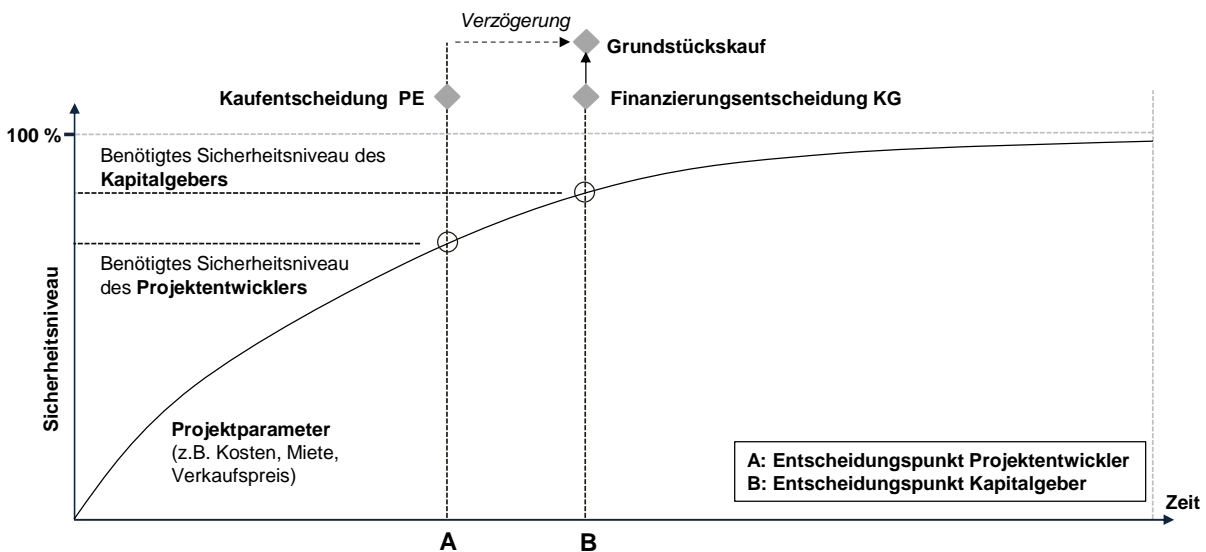 Verzögerung
Grundstückskauf
Kaufentscheidung PE
Finanzierungsentscheidung KG
100 %
Benötigtes Sicherheitsniveau des
Kapitalgebers
Benötigtes Sicherheitsniveau
des Projektentwicklers
Sicherheitsniveau
Projektparameter
(z.B. Kosten, Miete,
Verkaufspreis)
A: Entscheidungspunkt Projektentwickler
B: Entscheidungspunkt Kapitalgeber
Zeit
A
B